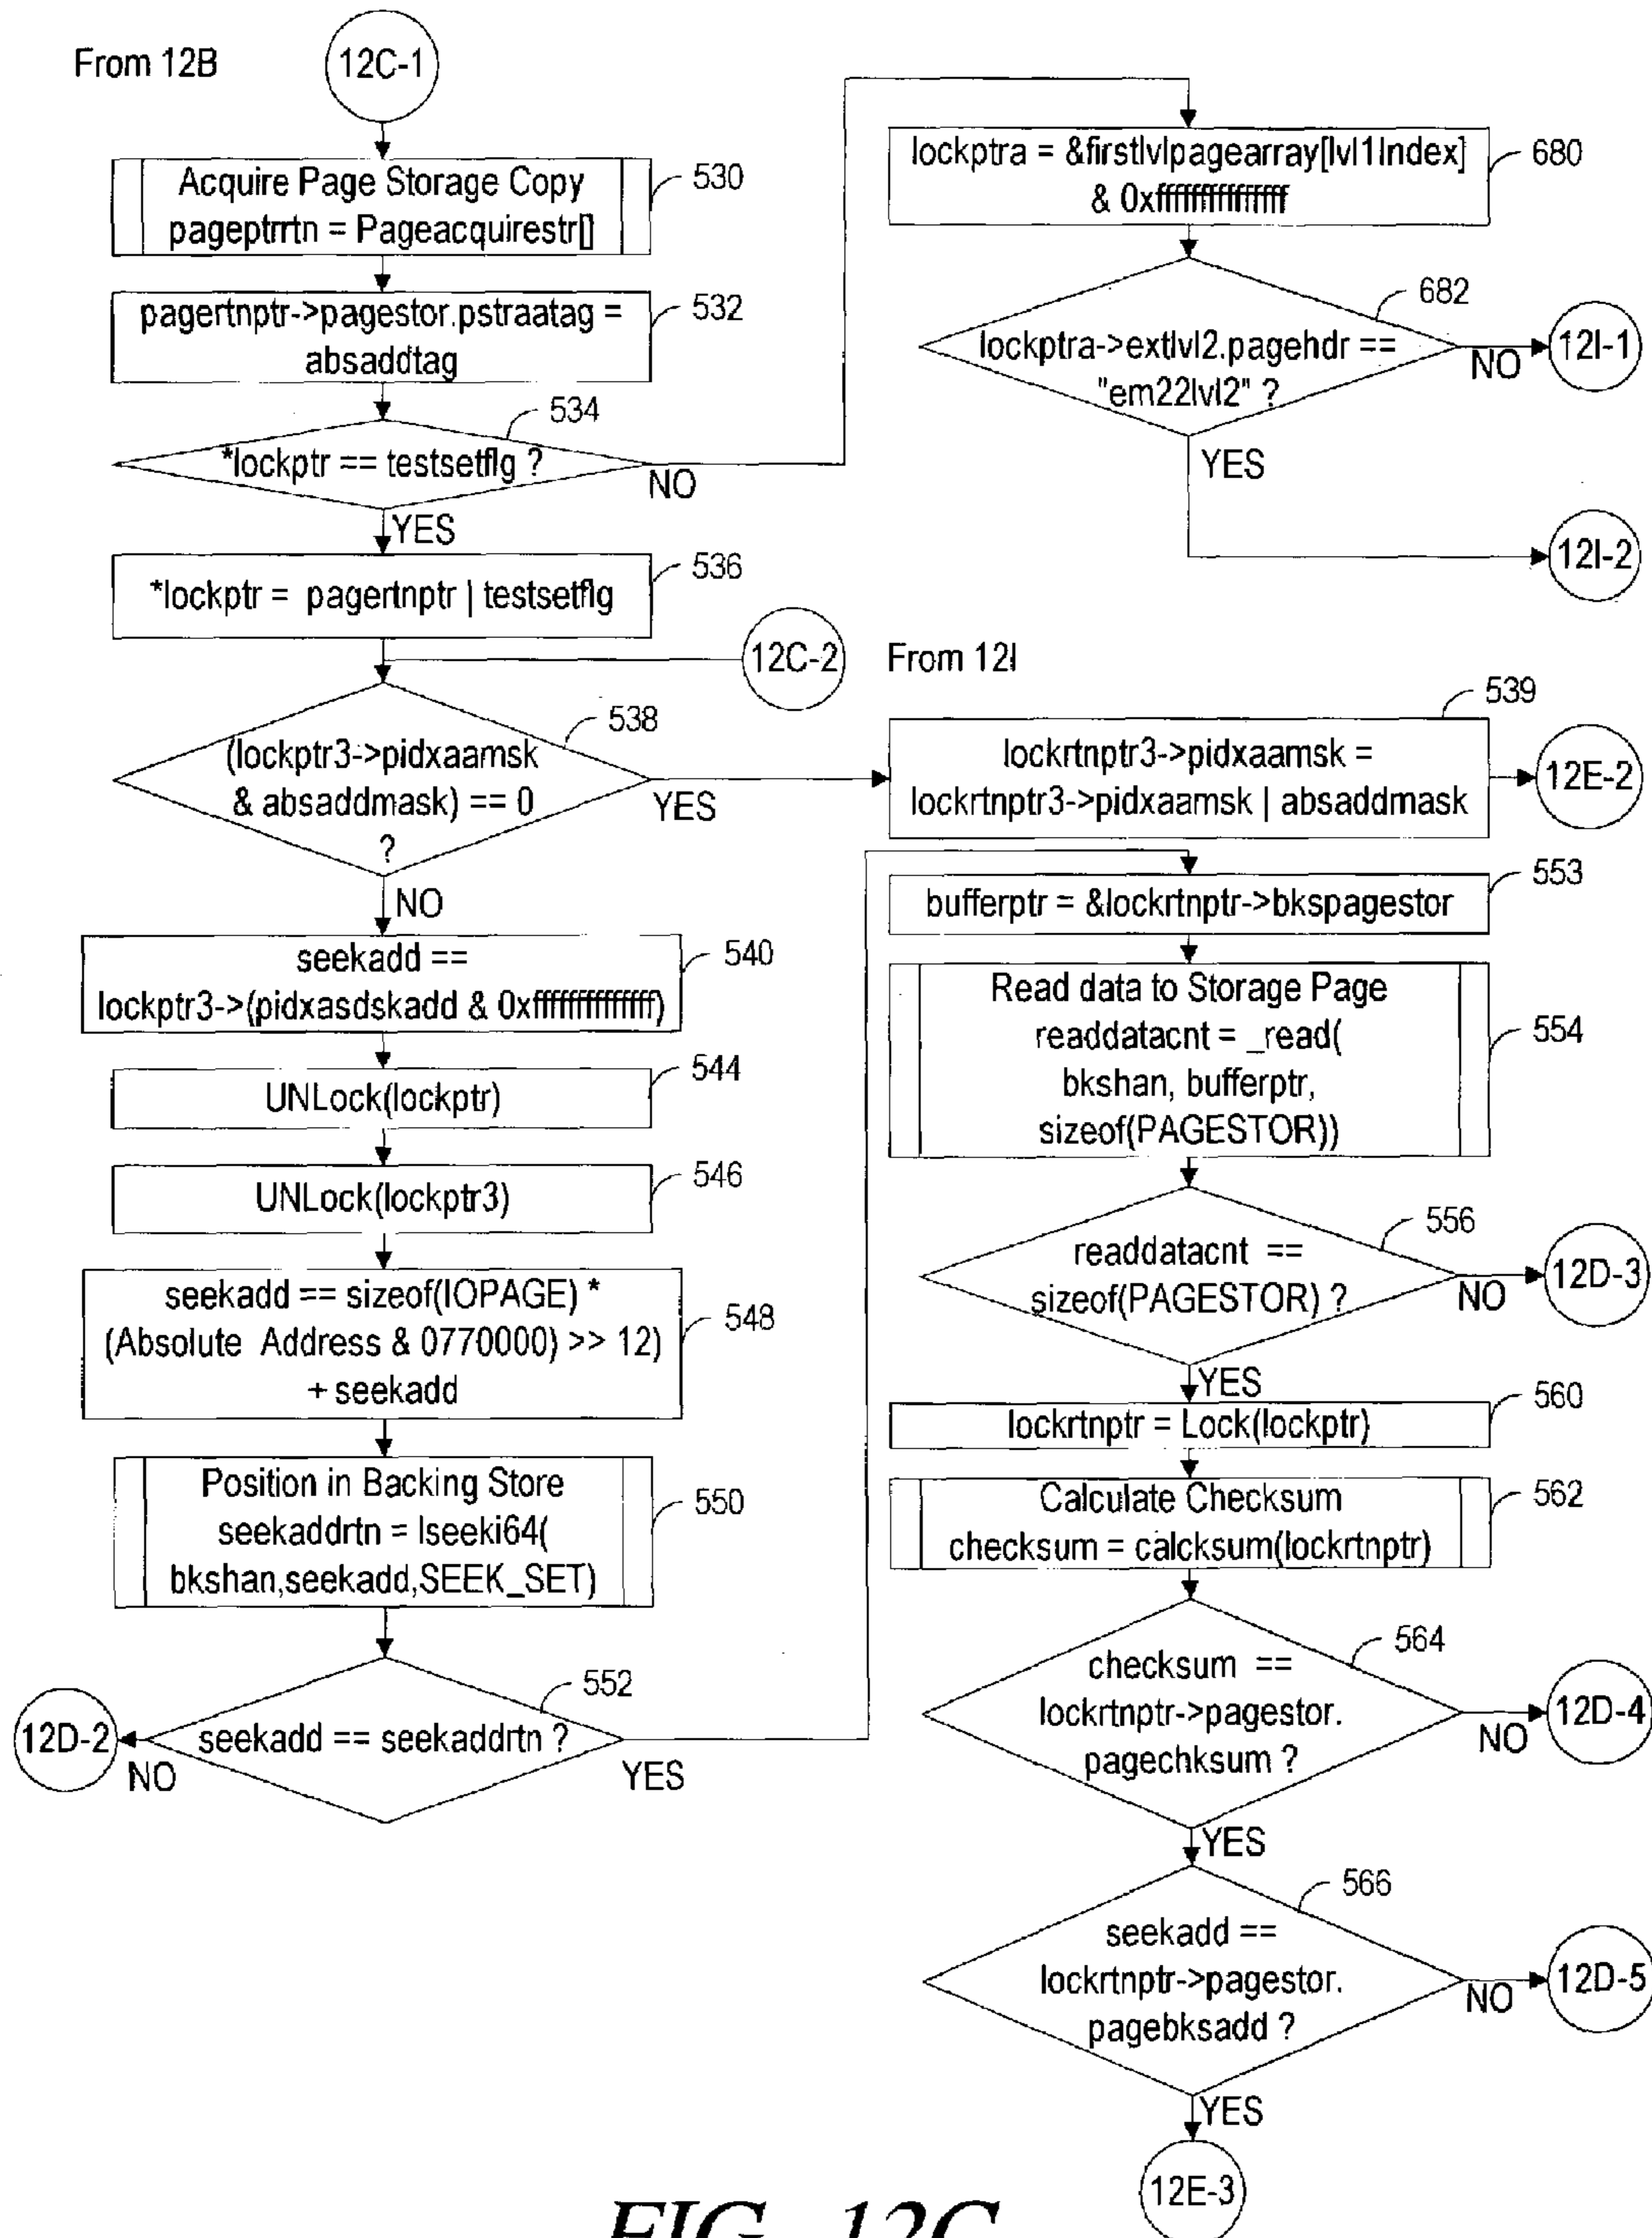 From 12B
12C-1
Acquire Page Storage Copy
pageptrrtn = Pageacquirestr[]
530
pagertnptr->pagestor.pstraatag =
absaddtag
532
534
*lockptr == testsetflg ?
NO
YES
*lockptr = pagertnptr | testsetflg
536
12C-2
From 12I
538
(lockptr3->pidxaamsk
& absaddmask) == 0
?
YES
NO
seekadd ==
lockptr3->(pidxasdskadd & 0xffffffffffffff)
540
UNLock(lockptr)
544
UNLock(lockptr3)
546
seekadd == sizeof(IOPAGE) *
(Absolute Address & 0770000) >> 12)
+ seekadd
548
Position in Backing Store
seekaddrtn = lseeki64(
bkshan,seekadd,SEEK_SET)
550
552
seekadd == seekaddrtn ?
12D-2
NO
YES
lockptra = &firstlvlpagearray[lvl1Index]
& 0xffffffffffffff
680
682
lockptra->extlvl2.pagehdr ==
"em22lvl2" ?
NO
12I-1
YES
12I-2
539
lockrtnptr3->pidxaamsk =
lockrtnptr3->pidxaamsk | absaddmask
12E-2
bufferptr = &lockrtnptr->bkspagestor
553
Read data to Storage Page
readdatacnt = _read(
bkshan, bufferptr,
sizeof(PAGESTOR))
554
556
readdatacnt ==
sizeof(PAGESTOR) ?
NO
12D-3
YES
lockrtnptr = Lock(lockptr)
560
Calculate Checksum
checksum = calcksum(lockrtnptr)
562
564
checksum ==
lockrtnptr->pagestor.
pagechksum ?
NO
12D-4
YES
566
seekadd ==
lockrtnptr->pagestor.
pagebksadd ?
NO
12D-5
YES
12E-3
FIG. 12C